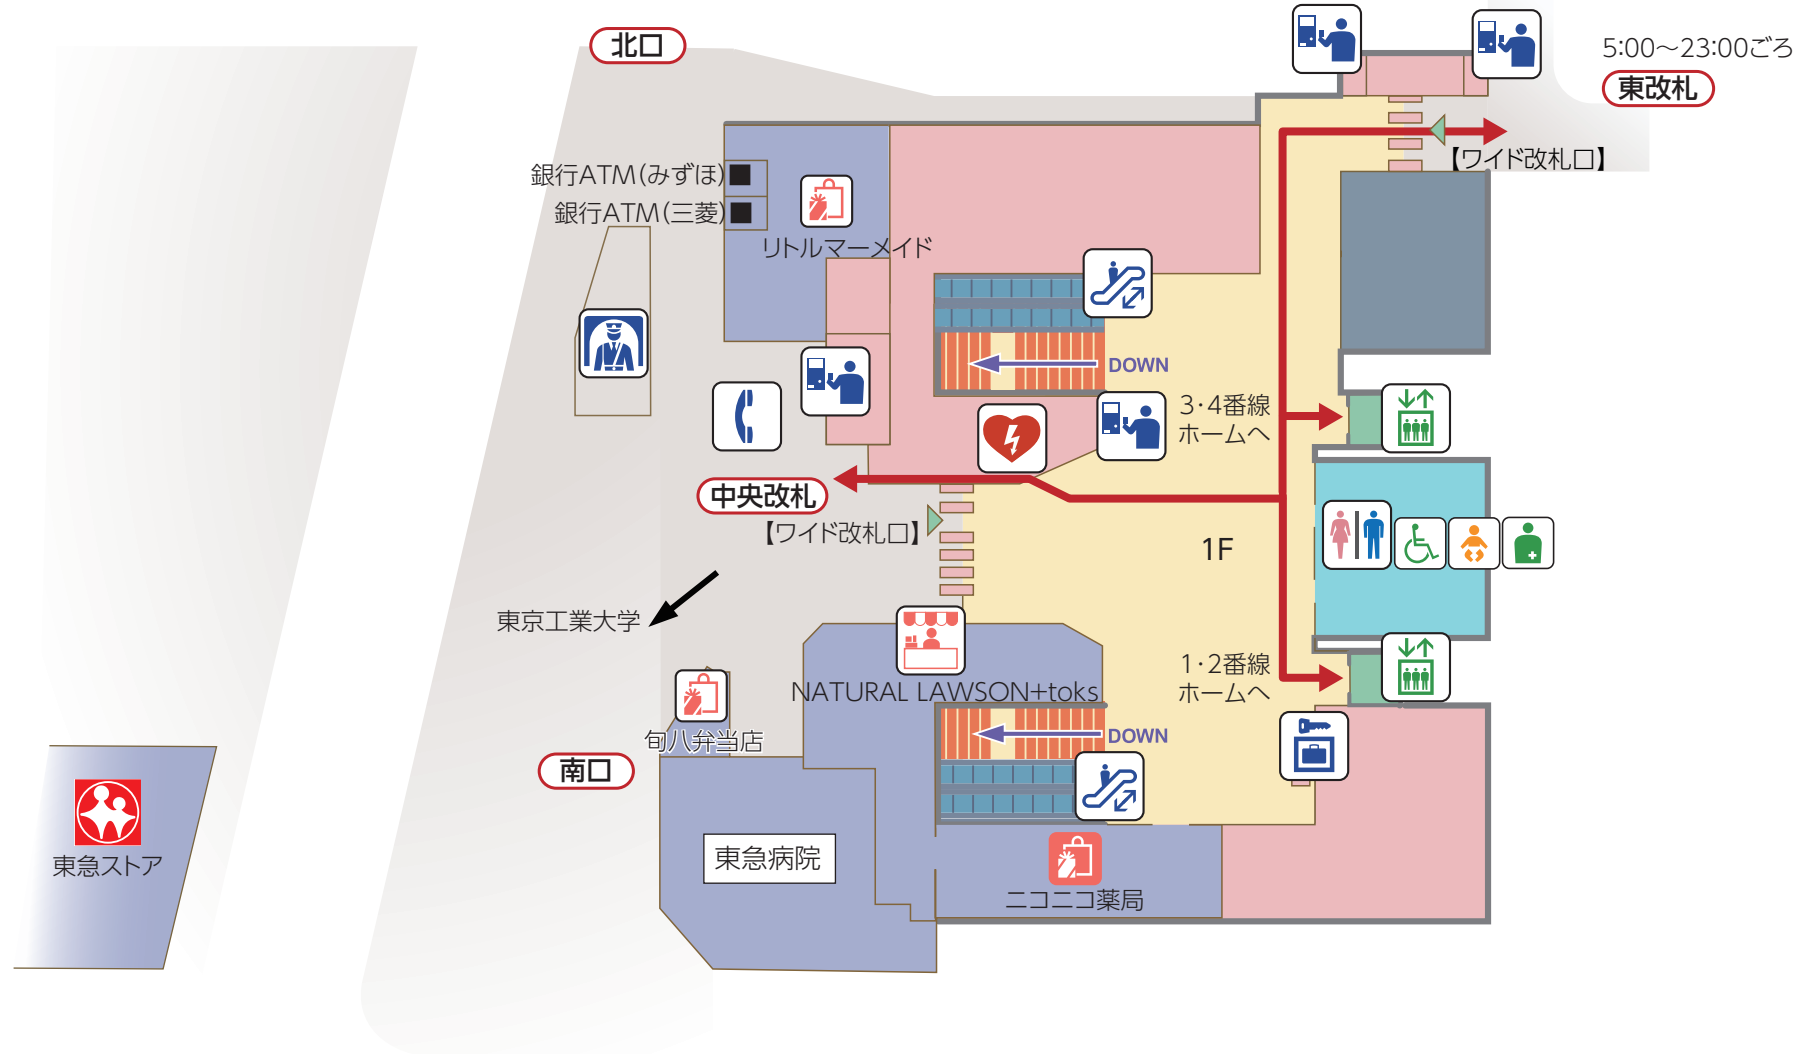 北口
5:00～23:00ごろ
東改札
【ワイド改札口】
銀行ATM(みずほ)
銀行ATM(三菱)
リトルマーメイド
DOWN
3・4番線
ホームへ
中央改札
【ワイド改札口】
1F
東京工業大学
NATURAL LAWSON+toks
1・2番線
ホームへ
旬八弁当店
DOWN
南口
東急病院
東急ストア
ニコニコ薬局